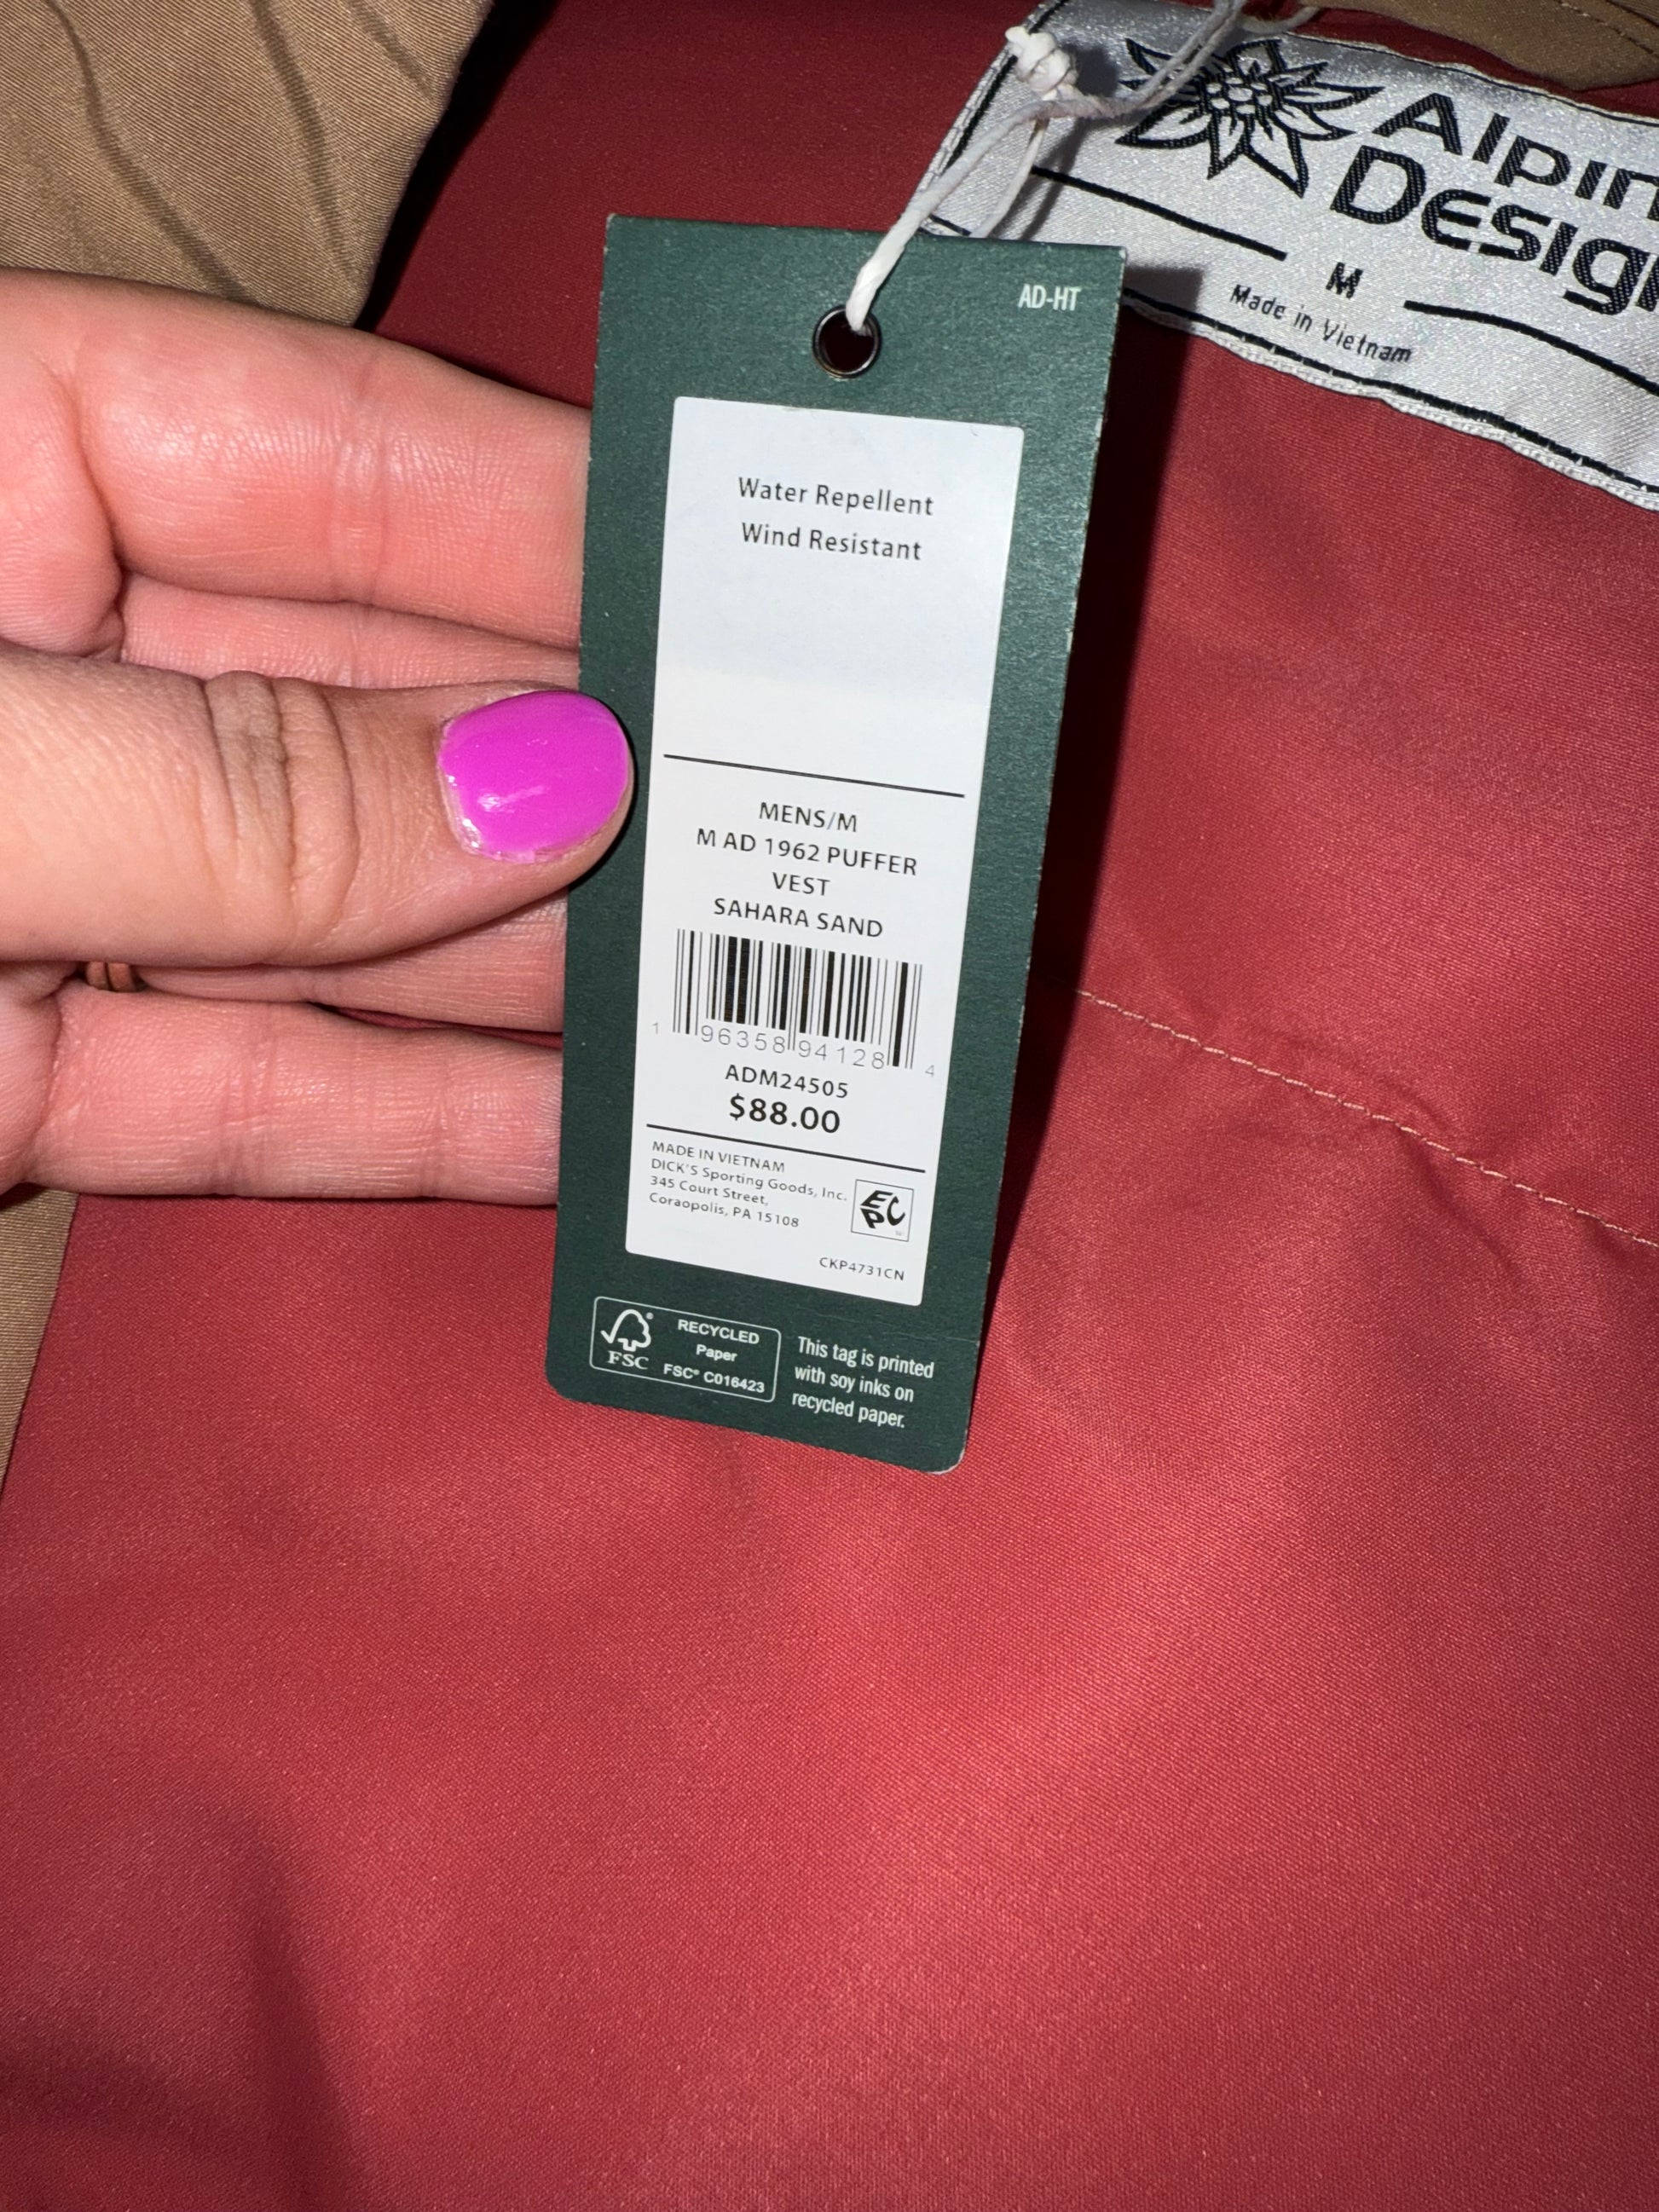 Alpin
Design
M
Made in Vietnam
AD-HT
Water Repellent
Wind Resistant
MENS/M
M AD 1962 PUFFER
VEST
SAHARA SAND
1 96358 94128 4
ADM24505
$88.00
MADE IN VIETNAM
DICK'S Sporting Goods, Inc.
345 Court Street,
Coraopolis, PA 15108
EcPC
CKP4731CN
FSC®
RECYCLED
Paper
FSC® C016423
This tag is printed
with soy inks on
recycled paper.